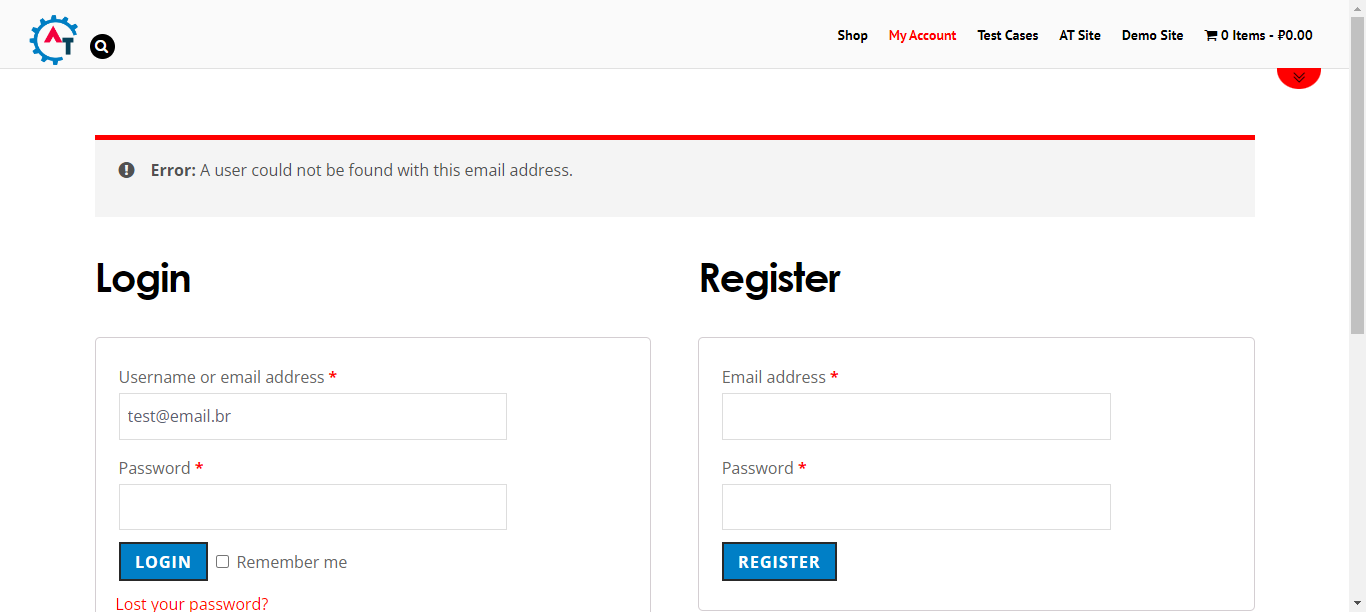 AT
Shop My Account Test Cases AT Site Demo Site 0 Items - ₽0.00
Error: A user could not be found with this email address.
Login
Register
Username or email address *
test@email.br
Password *
LOGIN Remember me
Lost your password?
Email address *
Password *
REGISTER